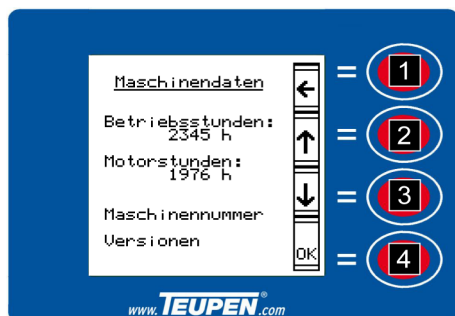 Maschinendaten
Betriebsstunden:
2345 h
Motorstunden:
1976 h
Maschinennummer
Versionen
←
↑
↓
OK
= 1
= 2
= 3
= 4
www.TEUPEN®.com